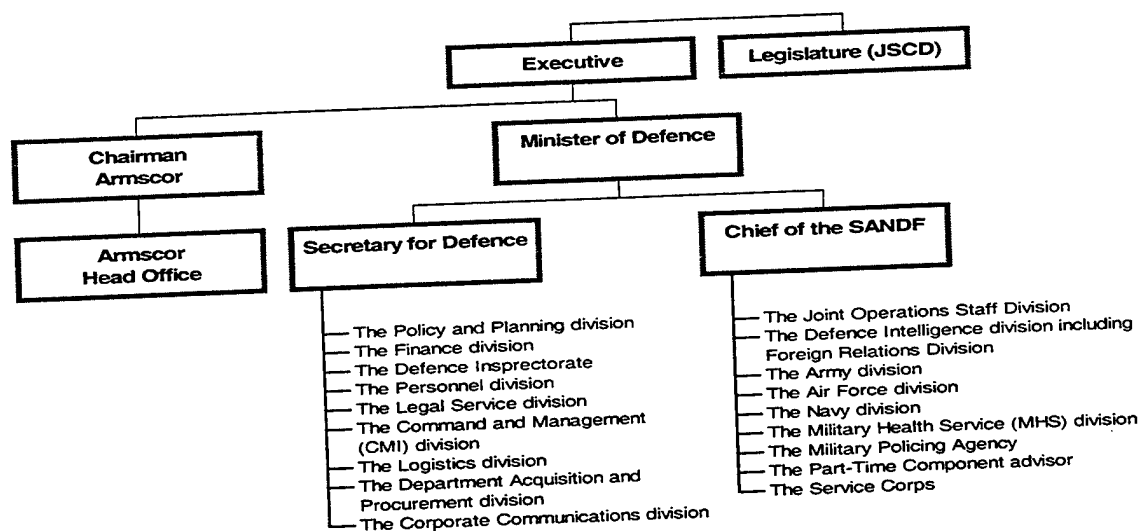 Executive
Legislature (JSCD)
Chairman
Armscor
Minister of Defence
Armscor
Head Office
Secretary for Defence
Chief of the SANDF
The Policy and Planning division
The Finance division
The Defence Insprectorate
The Personnel division
The Legal Service division
The Command and Management
(CMI) division
The Logistics division
The Department Acquisition and
Procurement division
The Corporate Communications division
The Joint Operations Staff Division
The Defence Intelligence division including
Foreign Relations Division
The Army division
The Air Force division
The Navy division
The Military Health Service (MHS) division
The Military Policing Agency
The Part-Time Component advisor
The Service Corps